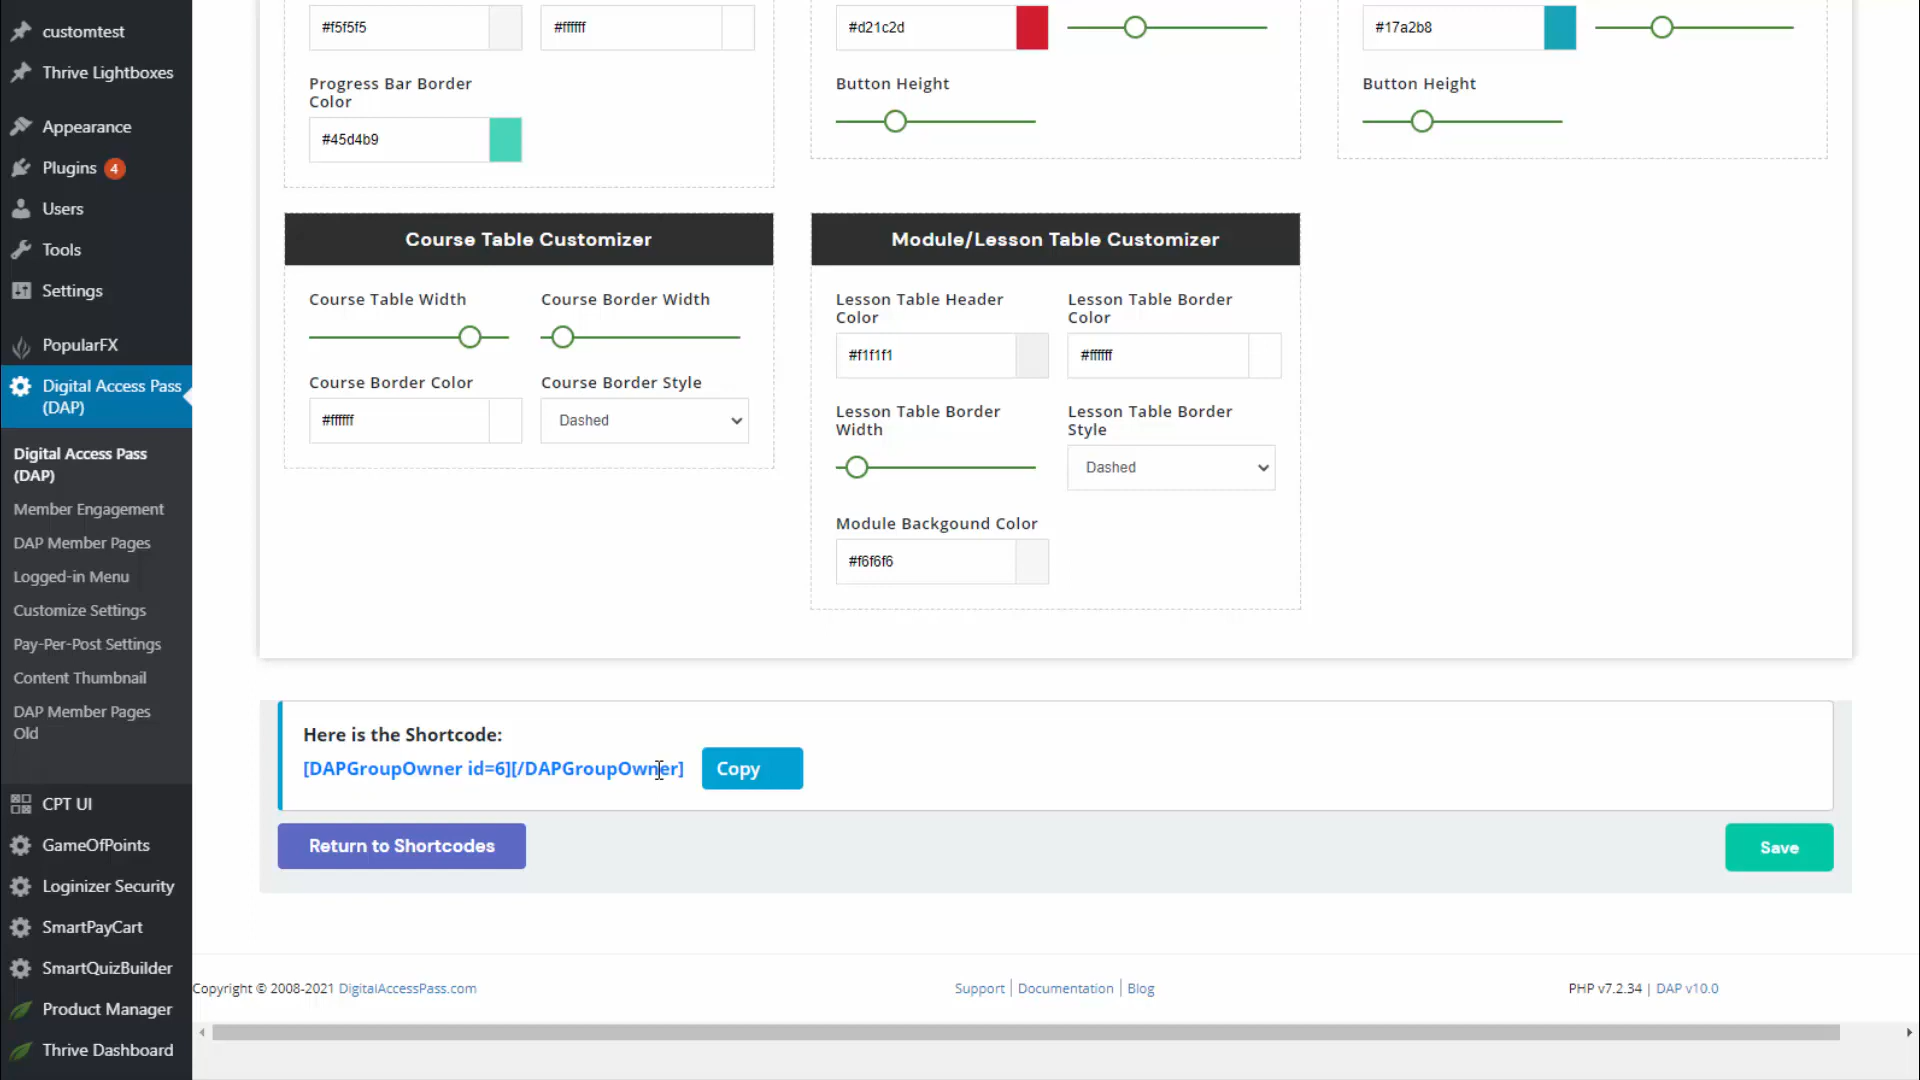 customtest
Thrive Lightboxes
Appearance
Plugins 4
Users
Tools
Settings
PopularFX
Digital Access Pass
(DAP)
Digital Access Pass
(DAP)
Member Engagement
DAP Member Pages
Logged-in Menu
Customize Settings
Pay-Per-Post Settings
Content Thumbnail
DAP Member Pages
Old
CPT UI
GameOfPoints
Loginizer Security
SmartPayCart
SmartQuizBuilder
Product Manager
Thrive Dashboard
#f5f5f5
#ffffff
Progress Bar Border
Color
#45d4b9
#d21c2d
Button Height
#17a2b8
Button Height
Course Table Customizer
Course Table Width
Course Border Width
Course Border Color
Course Border Style
#ffffff
Dashed
Module/Lesson Table Customizer
Lesson Table Header
Color
Lesson Table Border
Color
#f1f1f1
#ffffff
Lesson Table Border
Width
Lesson Table Border
Style
Dashed
Module Backgound Color
#f6f6f6
Here is the Shortcode:
[DAPGroupOwner id=6][/DAPGroupOwner]
Copy
Return to Shortcodes
Save
Copyright © 2008-2021 DigitalAccessPass.com
Support | Documentation | Blog
PHP v7.2.34 | DAP v10.0